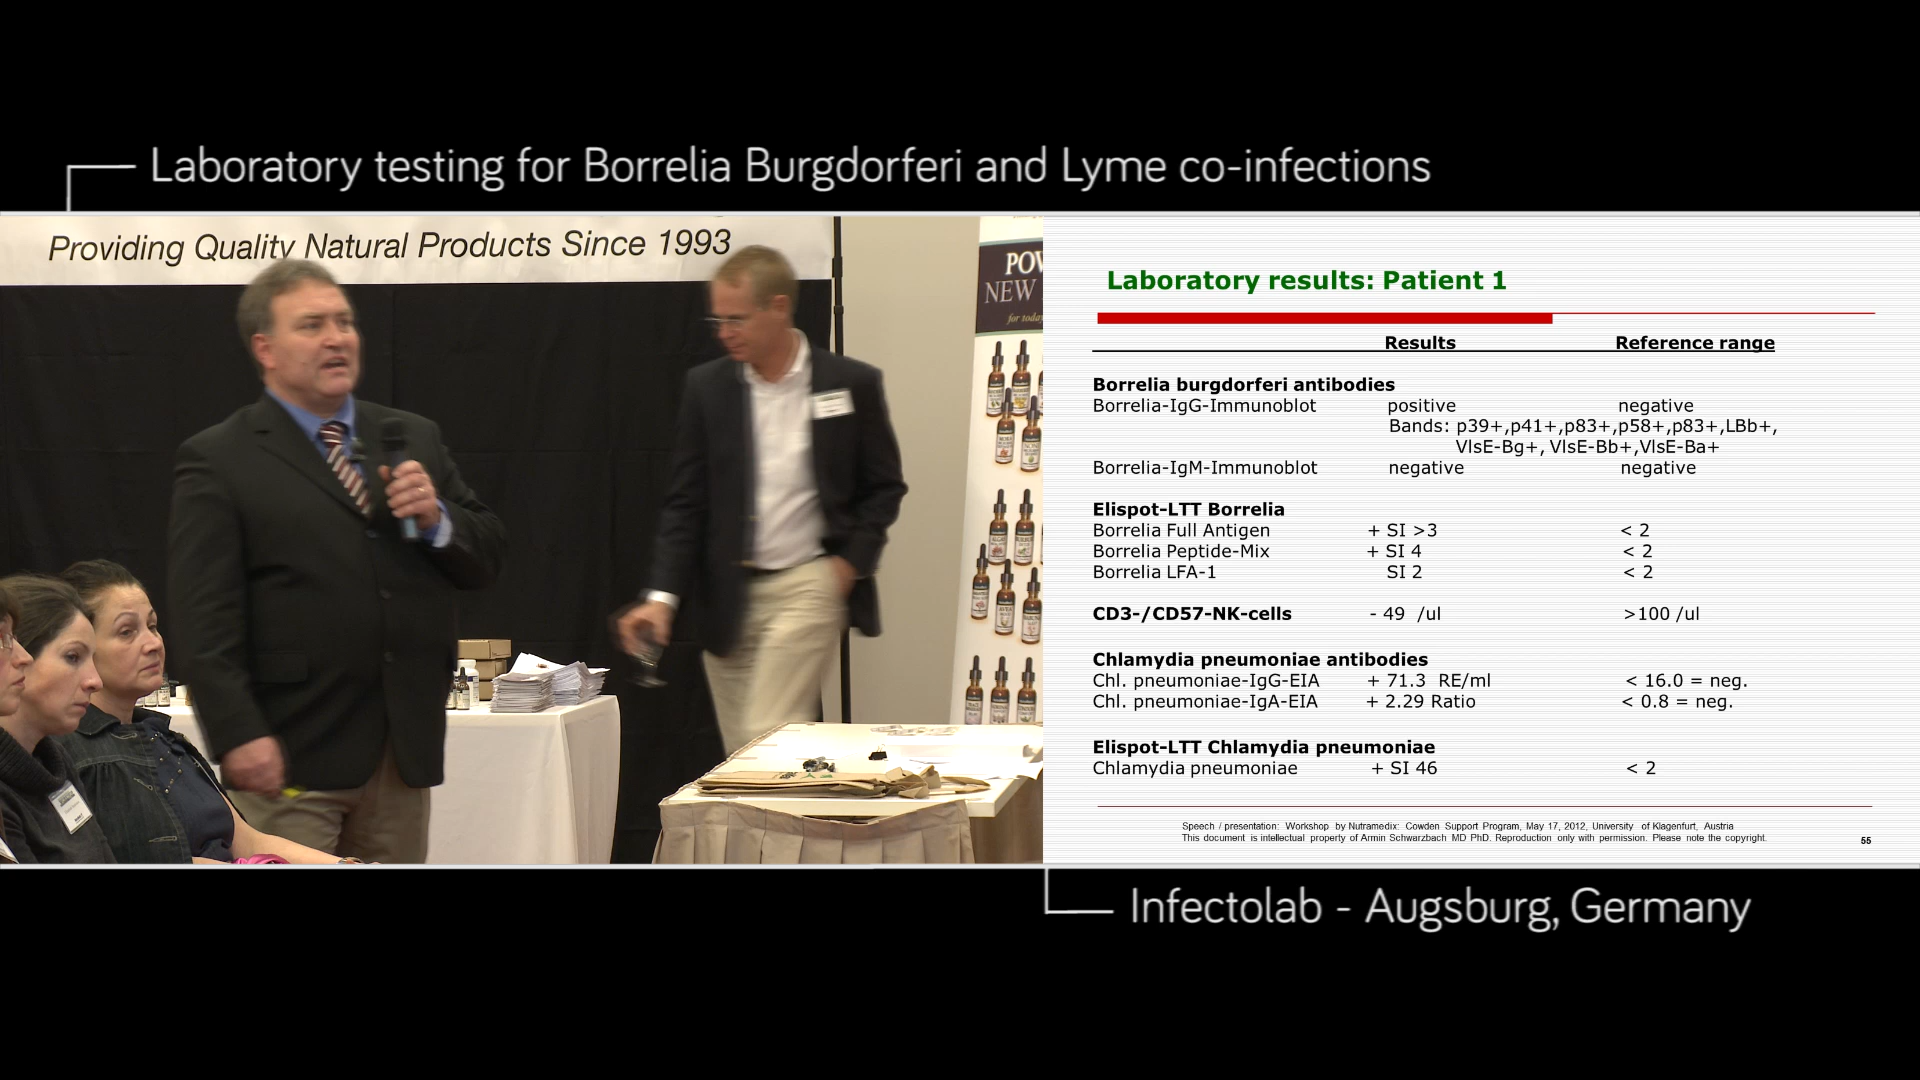 Laboratory testing for Borrelia Burgdorferi and Lyme co-infections
Providing Quality Natural Products Since 1993
POW
NEW
for today
Laboratory results: Patient 1
Results Reference range
Borrelia burgdorferi antibodies
Borrelia-IgG-Immunoblot positive negative
Bands: p39+,p41+,p83+,p58+,p83+,LBb+,
VlsE-Bg+, VlsE-Bb+,VlsE-Ba+
Borrelia-IgM-Immunoblot negative negative
Elispot-LTT Borrelia
Borrelia Full Antigen + SI >3 < 2
Borrelia Peptide-Mix + SI 4 < 2
Borrelia LFA-1 SI 2 < 2
CD3-/CD57-NK-cells - 49 /ul >100 /ul
Chlamydia pneumoniae antibodies
Chl. pneumoniae-IgG-EIA + 71.3 RE/ml < 16.0 = neg.
Chl. pneumoniae-IgA-EIA + 2.29 Ratio < 0.8 = neg.
Elispot-LTT Chlamydia pneumoniae
Chlamydia pneumoniae + SI 46 < 2
Speech / presentation: Workshop by Nutramedix: Cowden Support Program, May 17, 2012, University of Klagenfurt, Austria
This document is intellectual property of Armin Schwarzbach MD PhD. Reproduction only with permission. Please note the copyright.
55
Infectolab - Augsburg, Germany